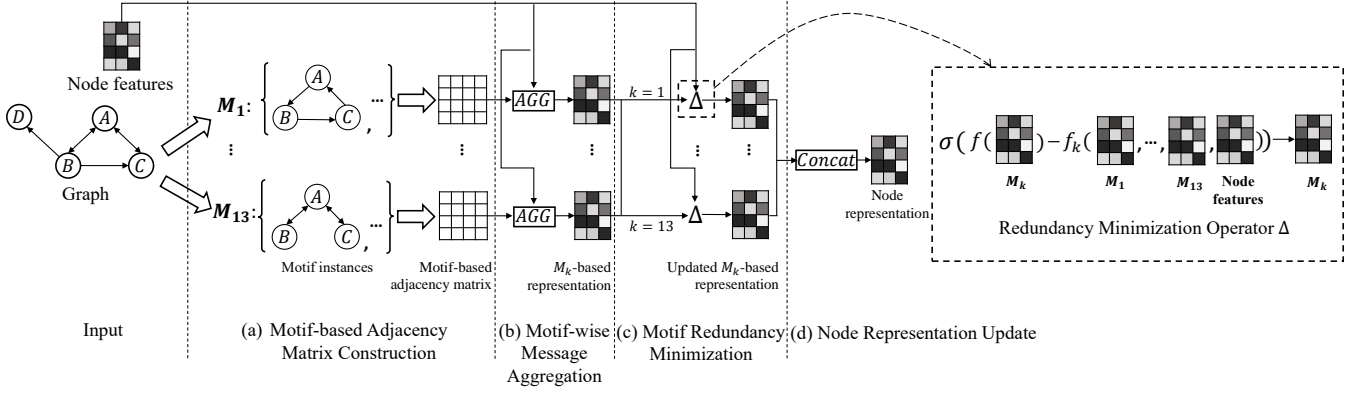 Node features
D
A
B
C
Graph
M1:
A
B
C
, ...
M13:
A
B
C
, ...
Motif instances
Motif-based
adjacency matrix
AGG
AGG
Mk-based
representation
k = 1
k = 13
Δ
Δ
Updated Mk-based
representation
Concat
Node
representation
σ( f( ) − fk( ,..., , )) 
Mk
M1
M13
Node
features
Mk
Redundancy Minimization Operator Δ
Input
(a) Motif-based Adjacency
Matrix Construction
(b) Motif-wise
Message
Aggregation
(c) Motif Redundancy
Minimization
(d) Node Representation Update